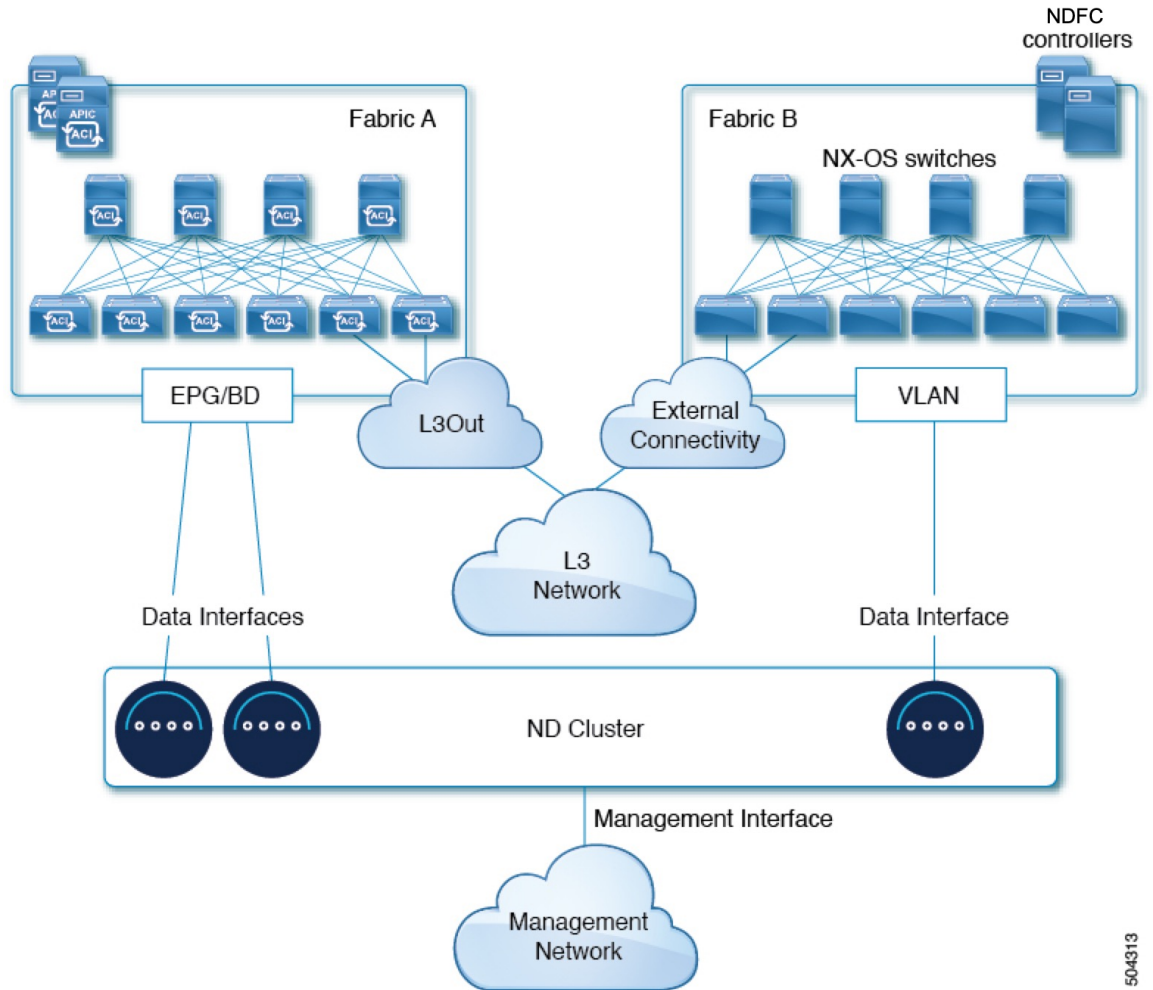 NDFC
controllers
AP
AC
APIC
ACI
Fabric A
Fabric B
NX-OS switches
ACI
ACI
ACI
ACI
ACI
ACI
ACI
ACI
ACI
ACI
EPG/BD
L3Out
External
Connectivity
VLAN
L3
Network
Data Interfaces
Data Interface
ND Cluster
Management Interface
Management
Network
504313